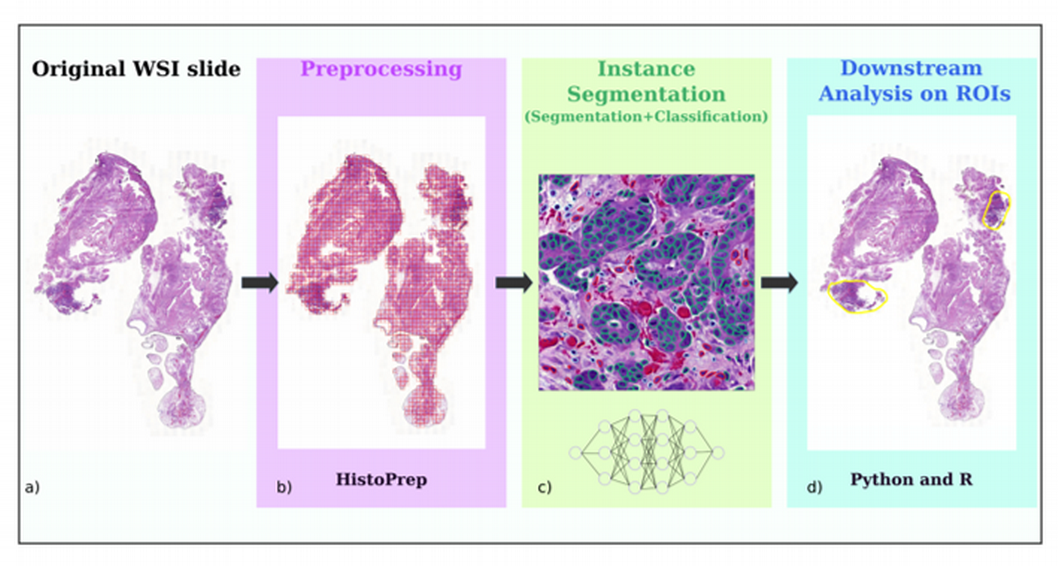 Original WSI slide
Preprocessing
Instance
Segmentation
(Segmentation+Classification)
Downstream
Analysis on ROIs
a)
b)
HistoPrep
c)
d)
Python and R